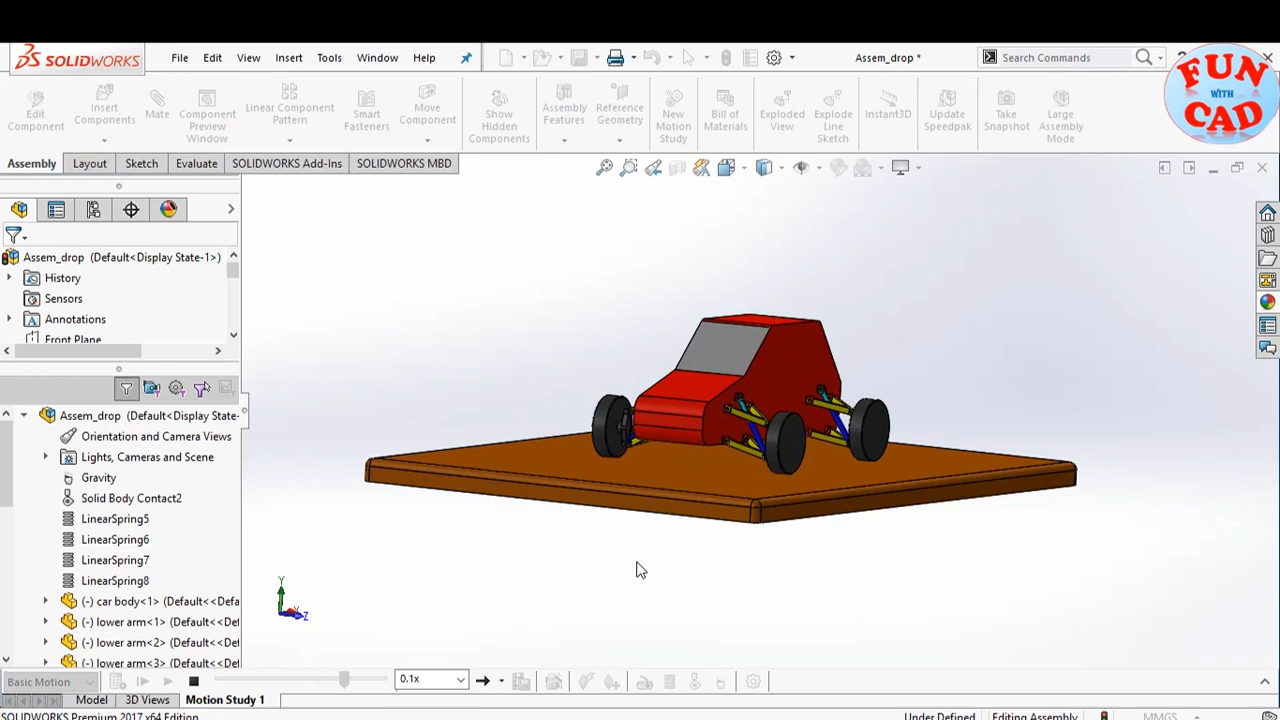 SOLIDWORKS
File Edit View Insert Tools Window Help
Assem_drop *
Search Commands
?
FUN
WITH
CAD
Edit
Component
Insert
Components
Mate
Component
Preview
Window
Linear Component
Pattern
Smart
Fasteners
Move
Component
Show
Hidden
Components
Assembly
Features
Reference
Geometry
New
Motion
Study
Bill of
Materials
Exploded
View
Explode
Line
Sketch
Instant3D
Update
Speedpak
Take
Snapshot
Large
Assembly
Mode
Assembly Layout Sketch Evaluate SOLIDWORKS Add-Ins SOLIDWORKS MBD
Assem_drop (Default<Display State-1>)
History
Sensors
Annotations
Front Plane
Assem_drop (Default<Display State-
Orientation and Camera Views
Lights, Cameras and Scene
Gravity
Solid Body Contact2
LinearSpring5
LinearSpring6
LinearSpring7
LinearSpring8
(-) car body<1> (Default<<Defa
(-) lower arm<1> (Default<<Def
(-) lower arm<2> (Default<<Def
(-) lower arm<3> (Default<<Def
Y
Z
Basic Motion
0.1x
Model 3D Views Motion Study 1
SOLIDWORKS Premium 2017 x64 Edition
Under Defined Editing Assembly MMGS